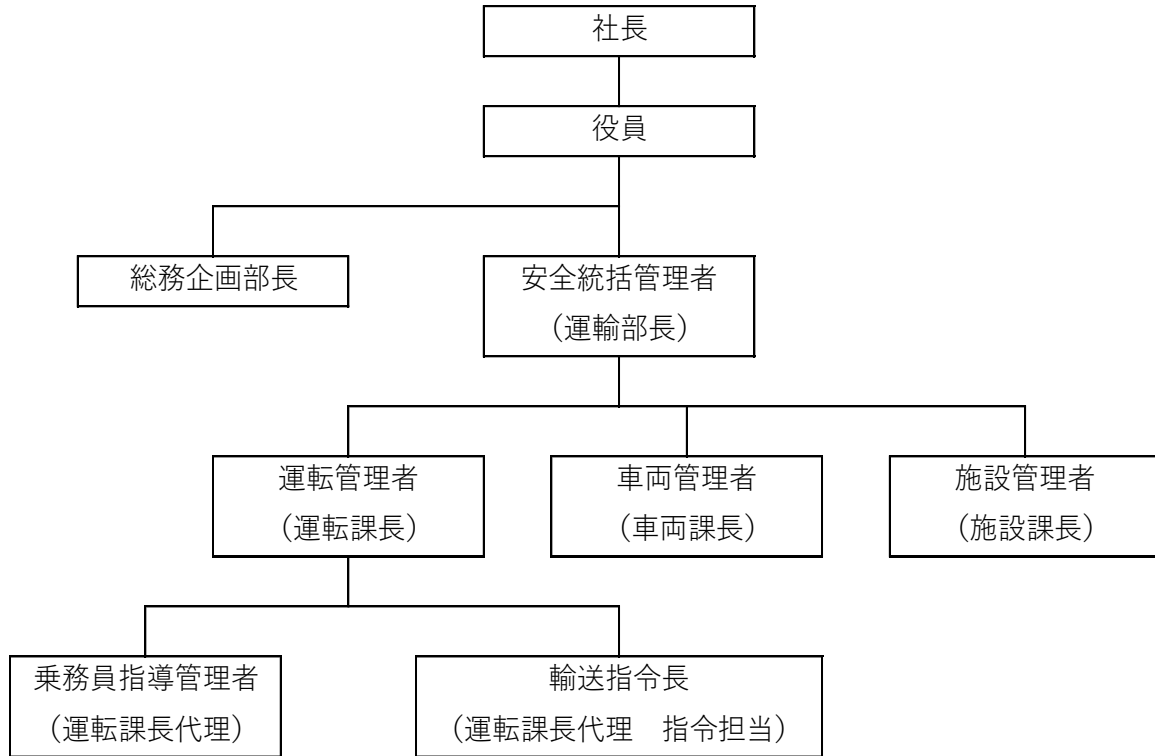 社長
役員
総務企画部長
安全統括管理者
（運輸部長）
運転管理者
（運転課長）
車両管理者
（車両課長）
施設管理者
（施設課長）
乗務員指導管理者
（運転課長代理）
輸送指令長
（運転課長代理　指令担当）